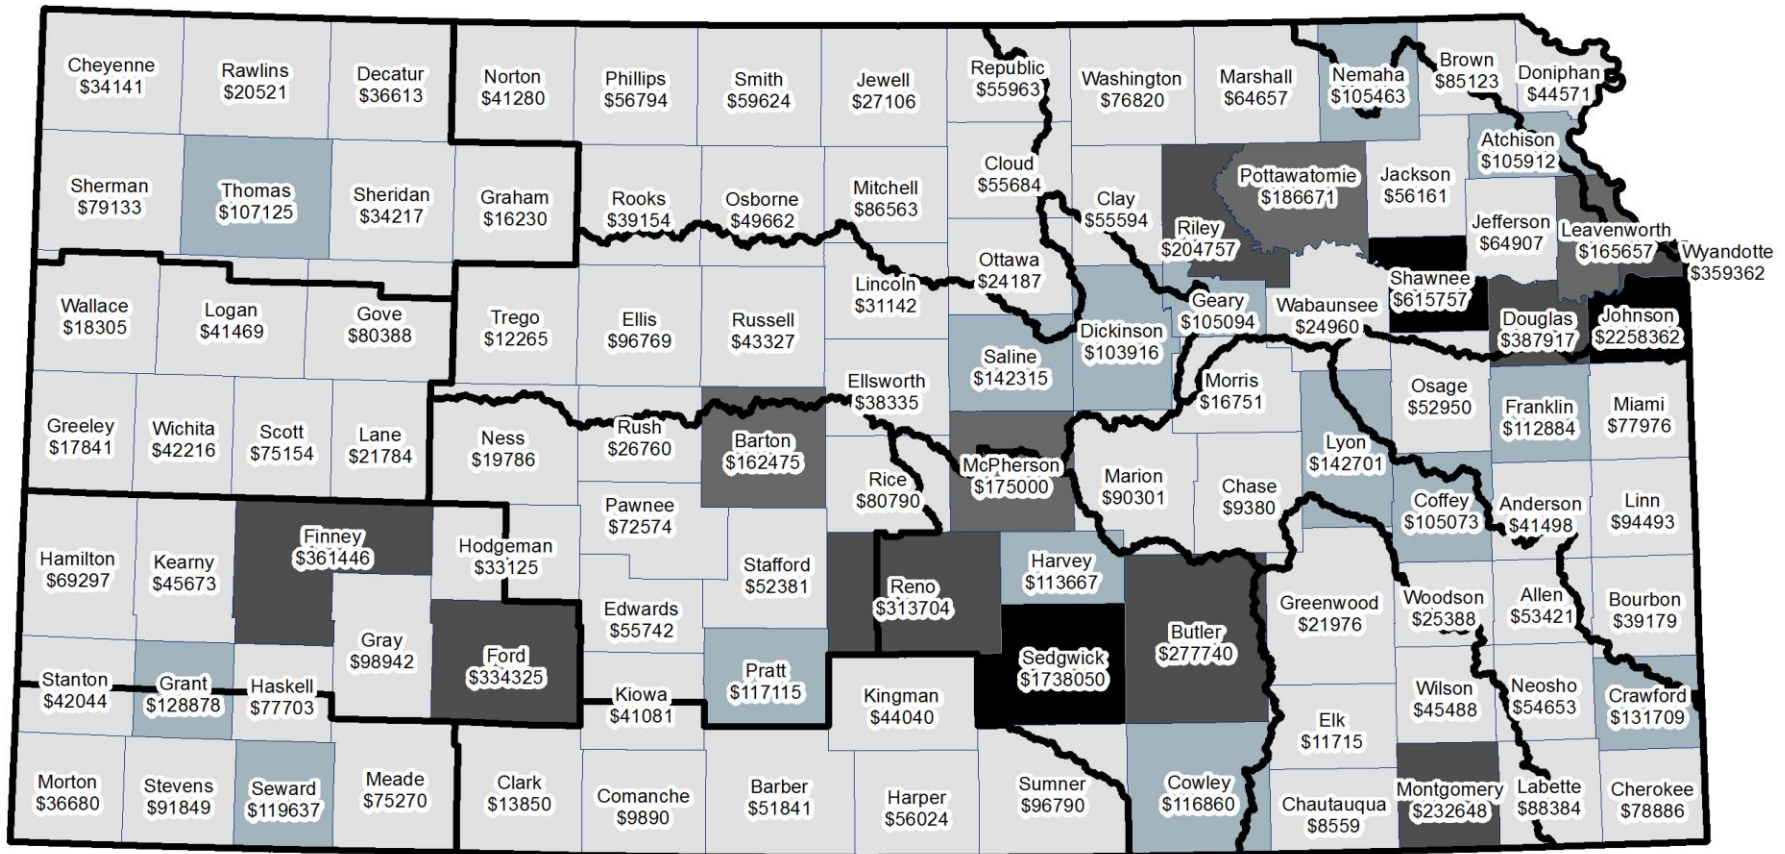 Cheyenne
$34141
Rawlins
$20521
Decatur
$36613
Norton
$41280
Phillips
$56794
Smith
$59624
Jewell
$27106
Republic
$55963
Washington
$76820
Marshall
$64657
Nemaha
$105463
Brown
$85123
Doniphan
$44571
Sherman
$79133
Thomas
$107125
Sheridan
$34217
Graham
$16230
Rooks
$39154
Osborne
$49662
Mitchell
$86563
Cloud
$55684
Clay
$55594
Riley
$204757
Pottawatomie
$186671
Jackson
$56161
Atchison
$105912
Jefferson
$64907
Leavenworth
$165657
Wyandotte
$359362
Wallace
$18305
Logan
$41469
Gove
$80388
Trego
$12265
Ellis
$96769
Russell
$43327
Lincoln
$31142
Ottawa
$24187
Saline
$142315
Dickinson
$103916
Geary
$105094
Wabaunsee
$24960
Shawnee
$615757
Douglas
$387917
Johnson
$2258362
Greeley
$17841
Wichita
$42216
Scott
$75154
Lane
$21784
Ness
$19786
Rush
$26760
Barton
$162475
Ellsworth
$38335
Rice
$80790
McPherson
$175000
Marion
$90301
Morris
$16751
Chase
$9380
Lyon
$142701
Osage
$52950
Franklin
$112884
Miami
$77976
Coffey
$105073
Anderson
$41498
Linn
$94493
Hamilton
$69297
Kearny
$45673
Finney
$361446
Hodgeman
$33125
Pawnee
$72574
Stafford
$52381
Reno
$313704
Harvey
$113667
Butler
$277740
Greenwood
$21976
Woodson
$25388
Allen
$53421
Bourbon
$39179
Gray
$98942
Ford
$334325
Edwards
$55742
Kiowa
$41081
Pratt
$117115
Kingman
$44040
Sedgwick
$1738050
Stanton
$42044
Grant
$128878
Haskell
$77703
Elk
$11715
Wilson
$45488
Neosho
$54653
Crawford
$131709
Morton
$36680
Stevens
$91849
Seward
$119637
Meade
$75270
Clark
$13850
Comanche
$9890
Barber
$51841
Harper
$56024
Sumner
$96790
Cowley
$116860
Chautauqua
$8559
Montgomery
$232648
Labette
$88384
Cherokee
$78886